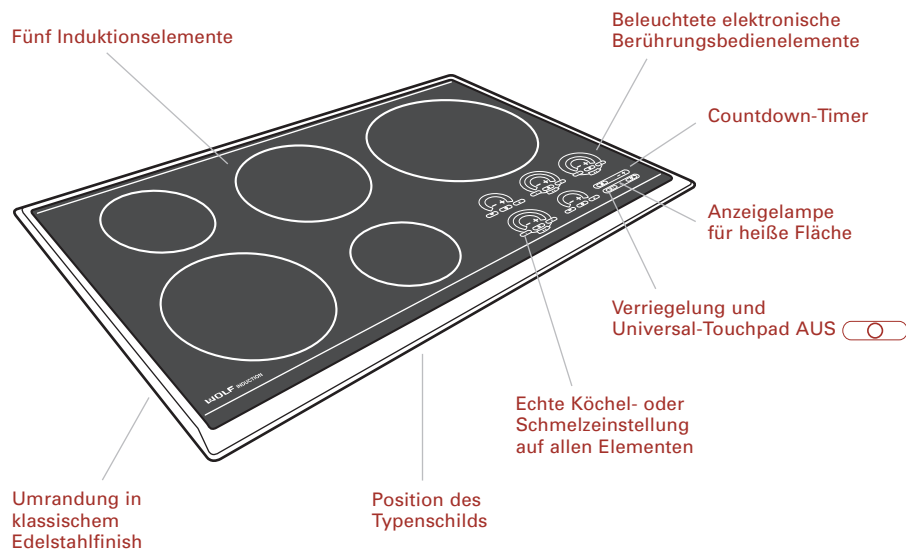 Fünf Induktionselemente
Beleuchtete elektronische
Berührungsbedienelemente
Countdown-Timer
Anzeigelampe
für heiße Fläche
Verriegelung und
Universal-Touchpad AUS
Echte Köchel- oder
Schmelzeinstellung
auf allen Elementen
WOLF INDUCTION
Umrandung in
klassischem
Edelstahlfinish
Position des
Typenschilds